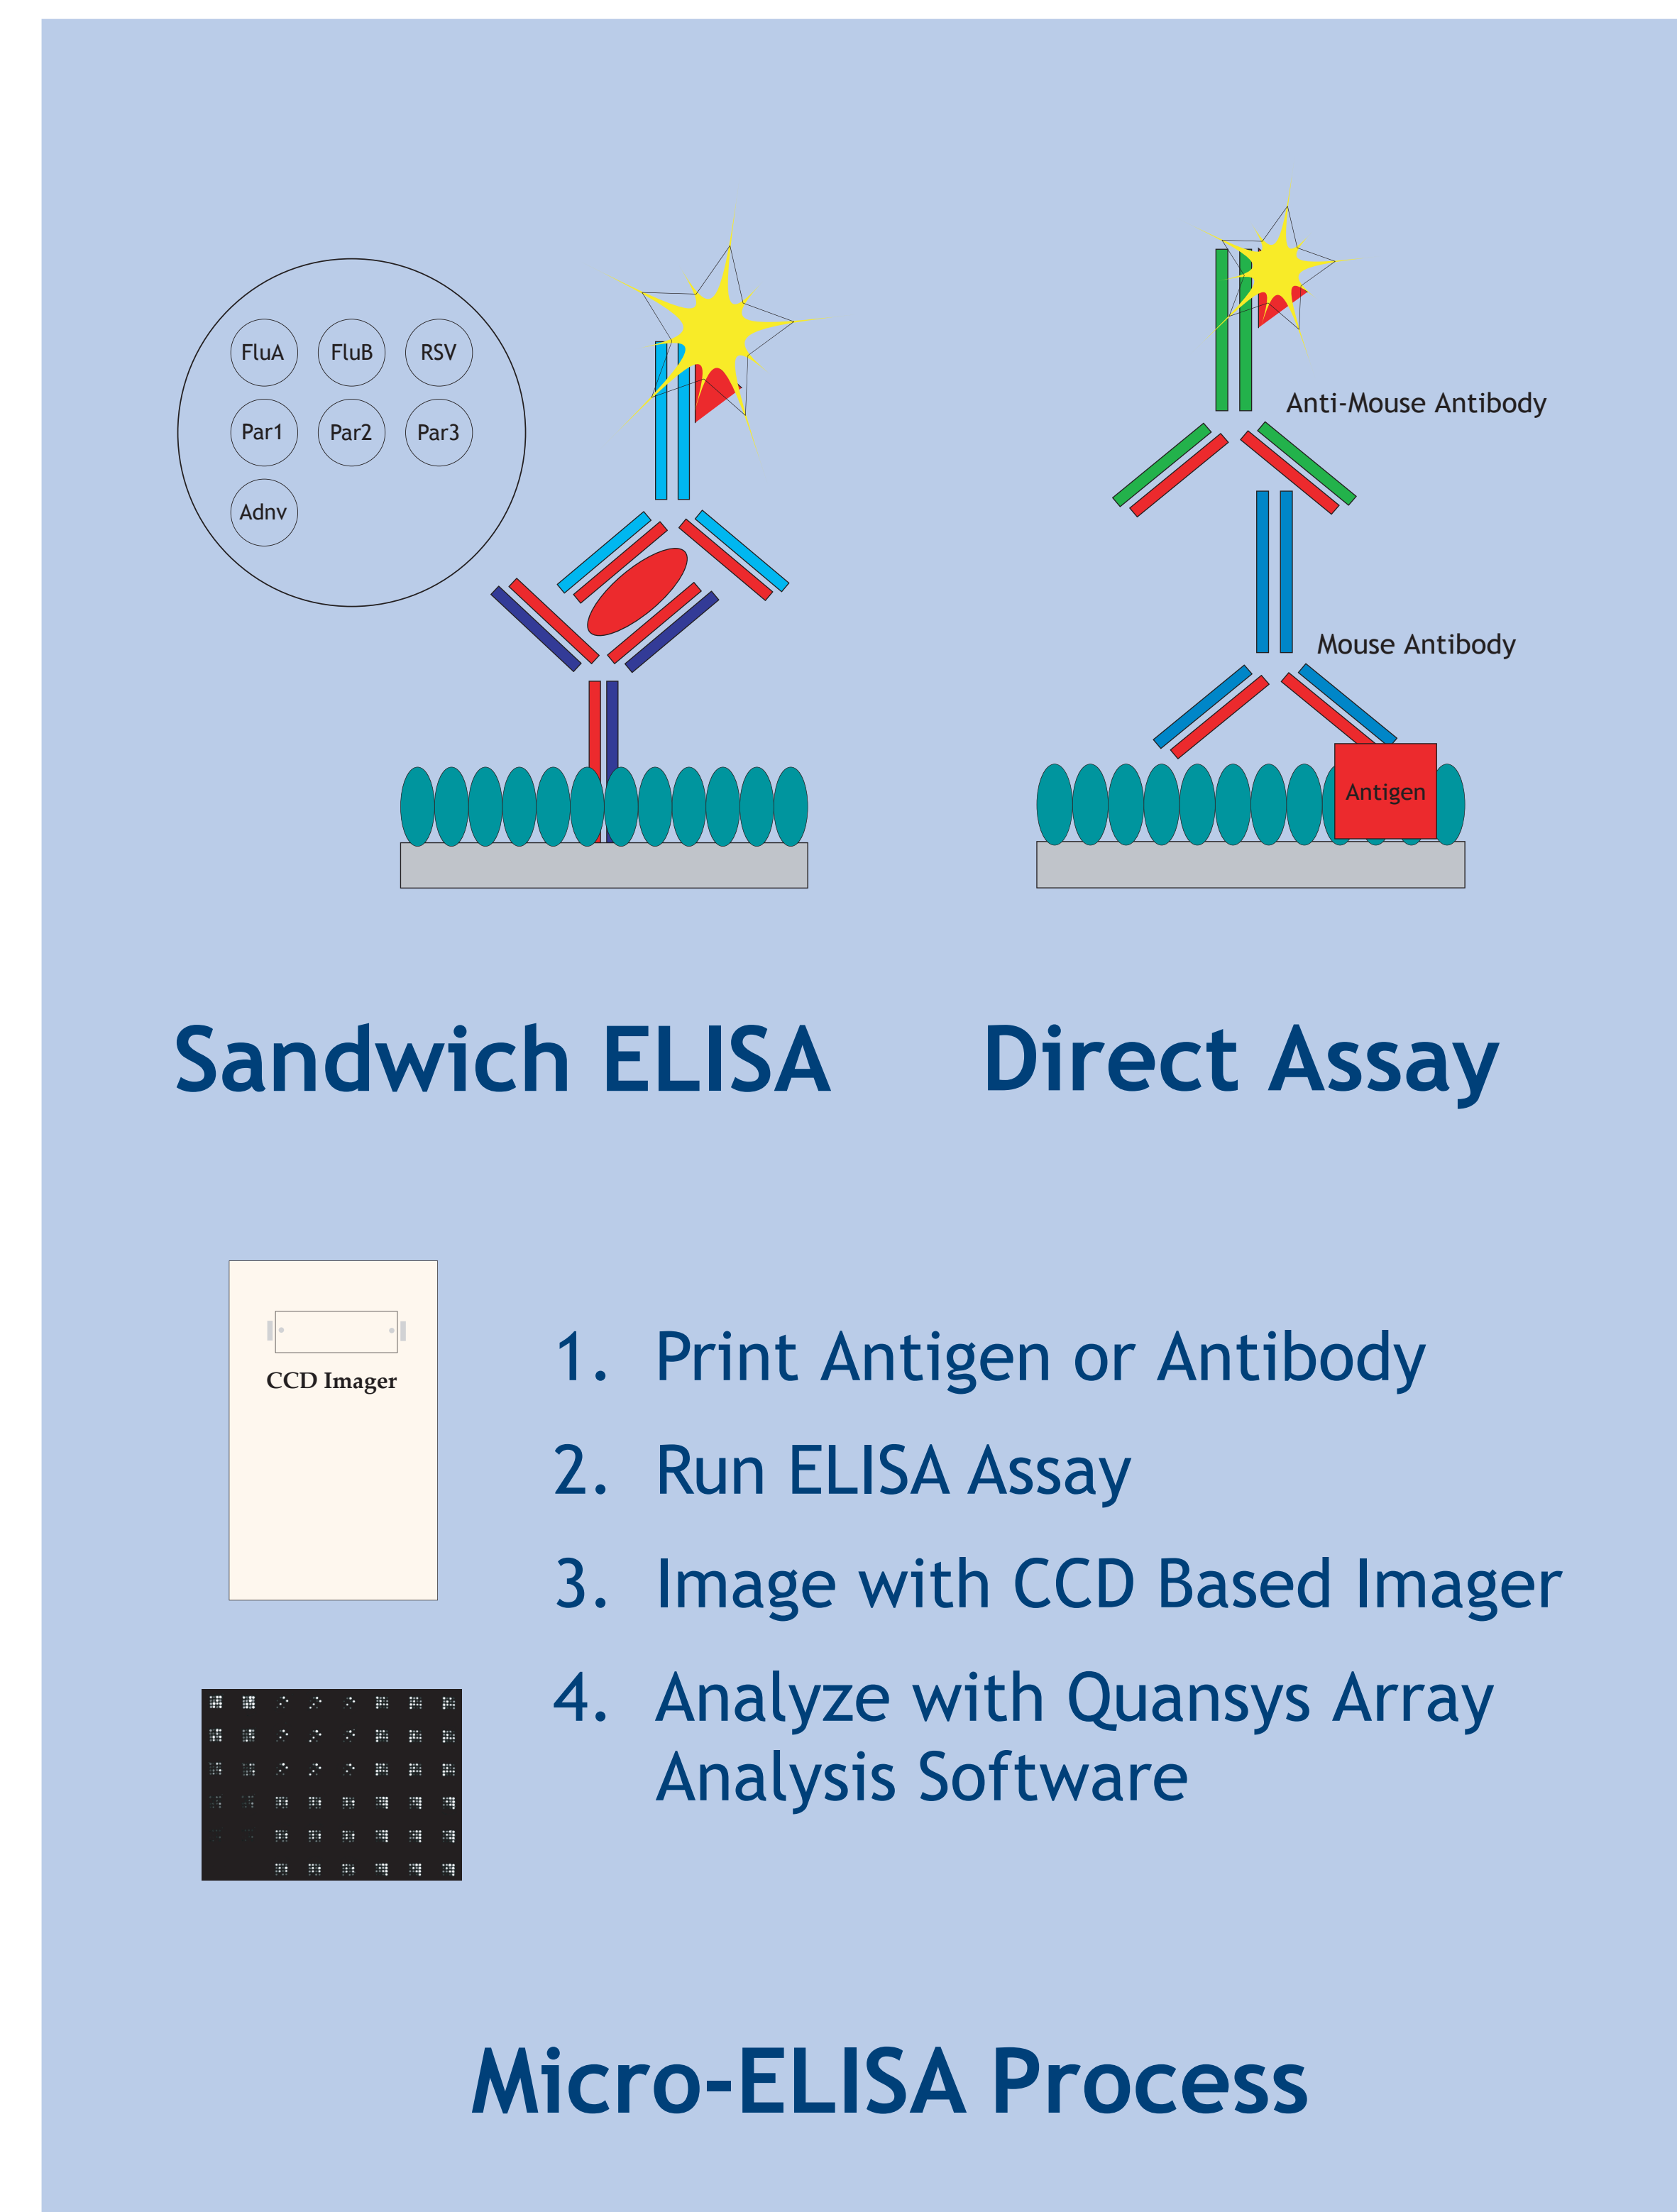 FluA FluB RSV
Par1 Par2 Par3
Adnv
Anti-Mouse Antibody
Mouse Antibody
Antigen
Sandwich ELISA
Direct Assay
CCD Imager
1. Print Antigen or Antibody
2. Run ELISA Assay
3. Image with CCD Based Imager
4. Analyze with Quansys Array
Analysis Software
Micro-ELISA Process